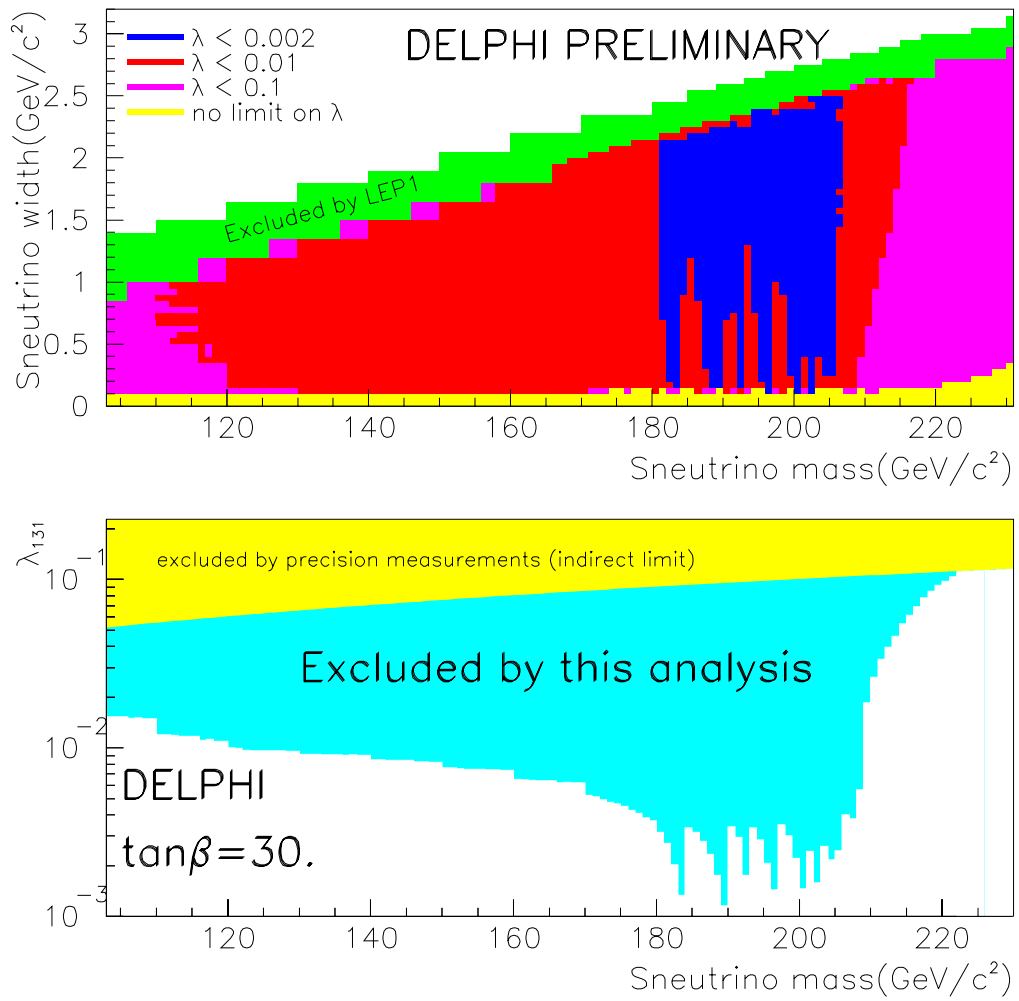 DELPHI PRELIMINARY
λ < 0.002
λ < 0.01
λ < 0.1
no limit on λ
Excluded by LEP1
Sneutrino width(GeV/c²)
3
2.5
2
1.5
1
0.5
0
120 140 160 180 200 220
Sneutrino mass(GeV/c²)
λ₁₃₁
excluded by precision measurements (indirect limit)
10⁻¹
Excluded by this analysis
10⁻²
DELPHI
tanβ=30.
10⁻³
120 140 160 180 200 220
Sneutrino mass(GeV/c²)